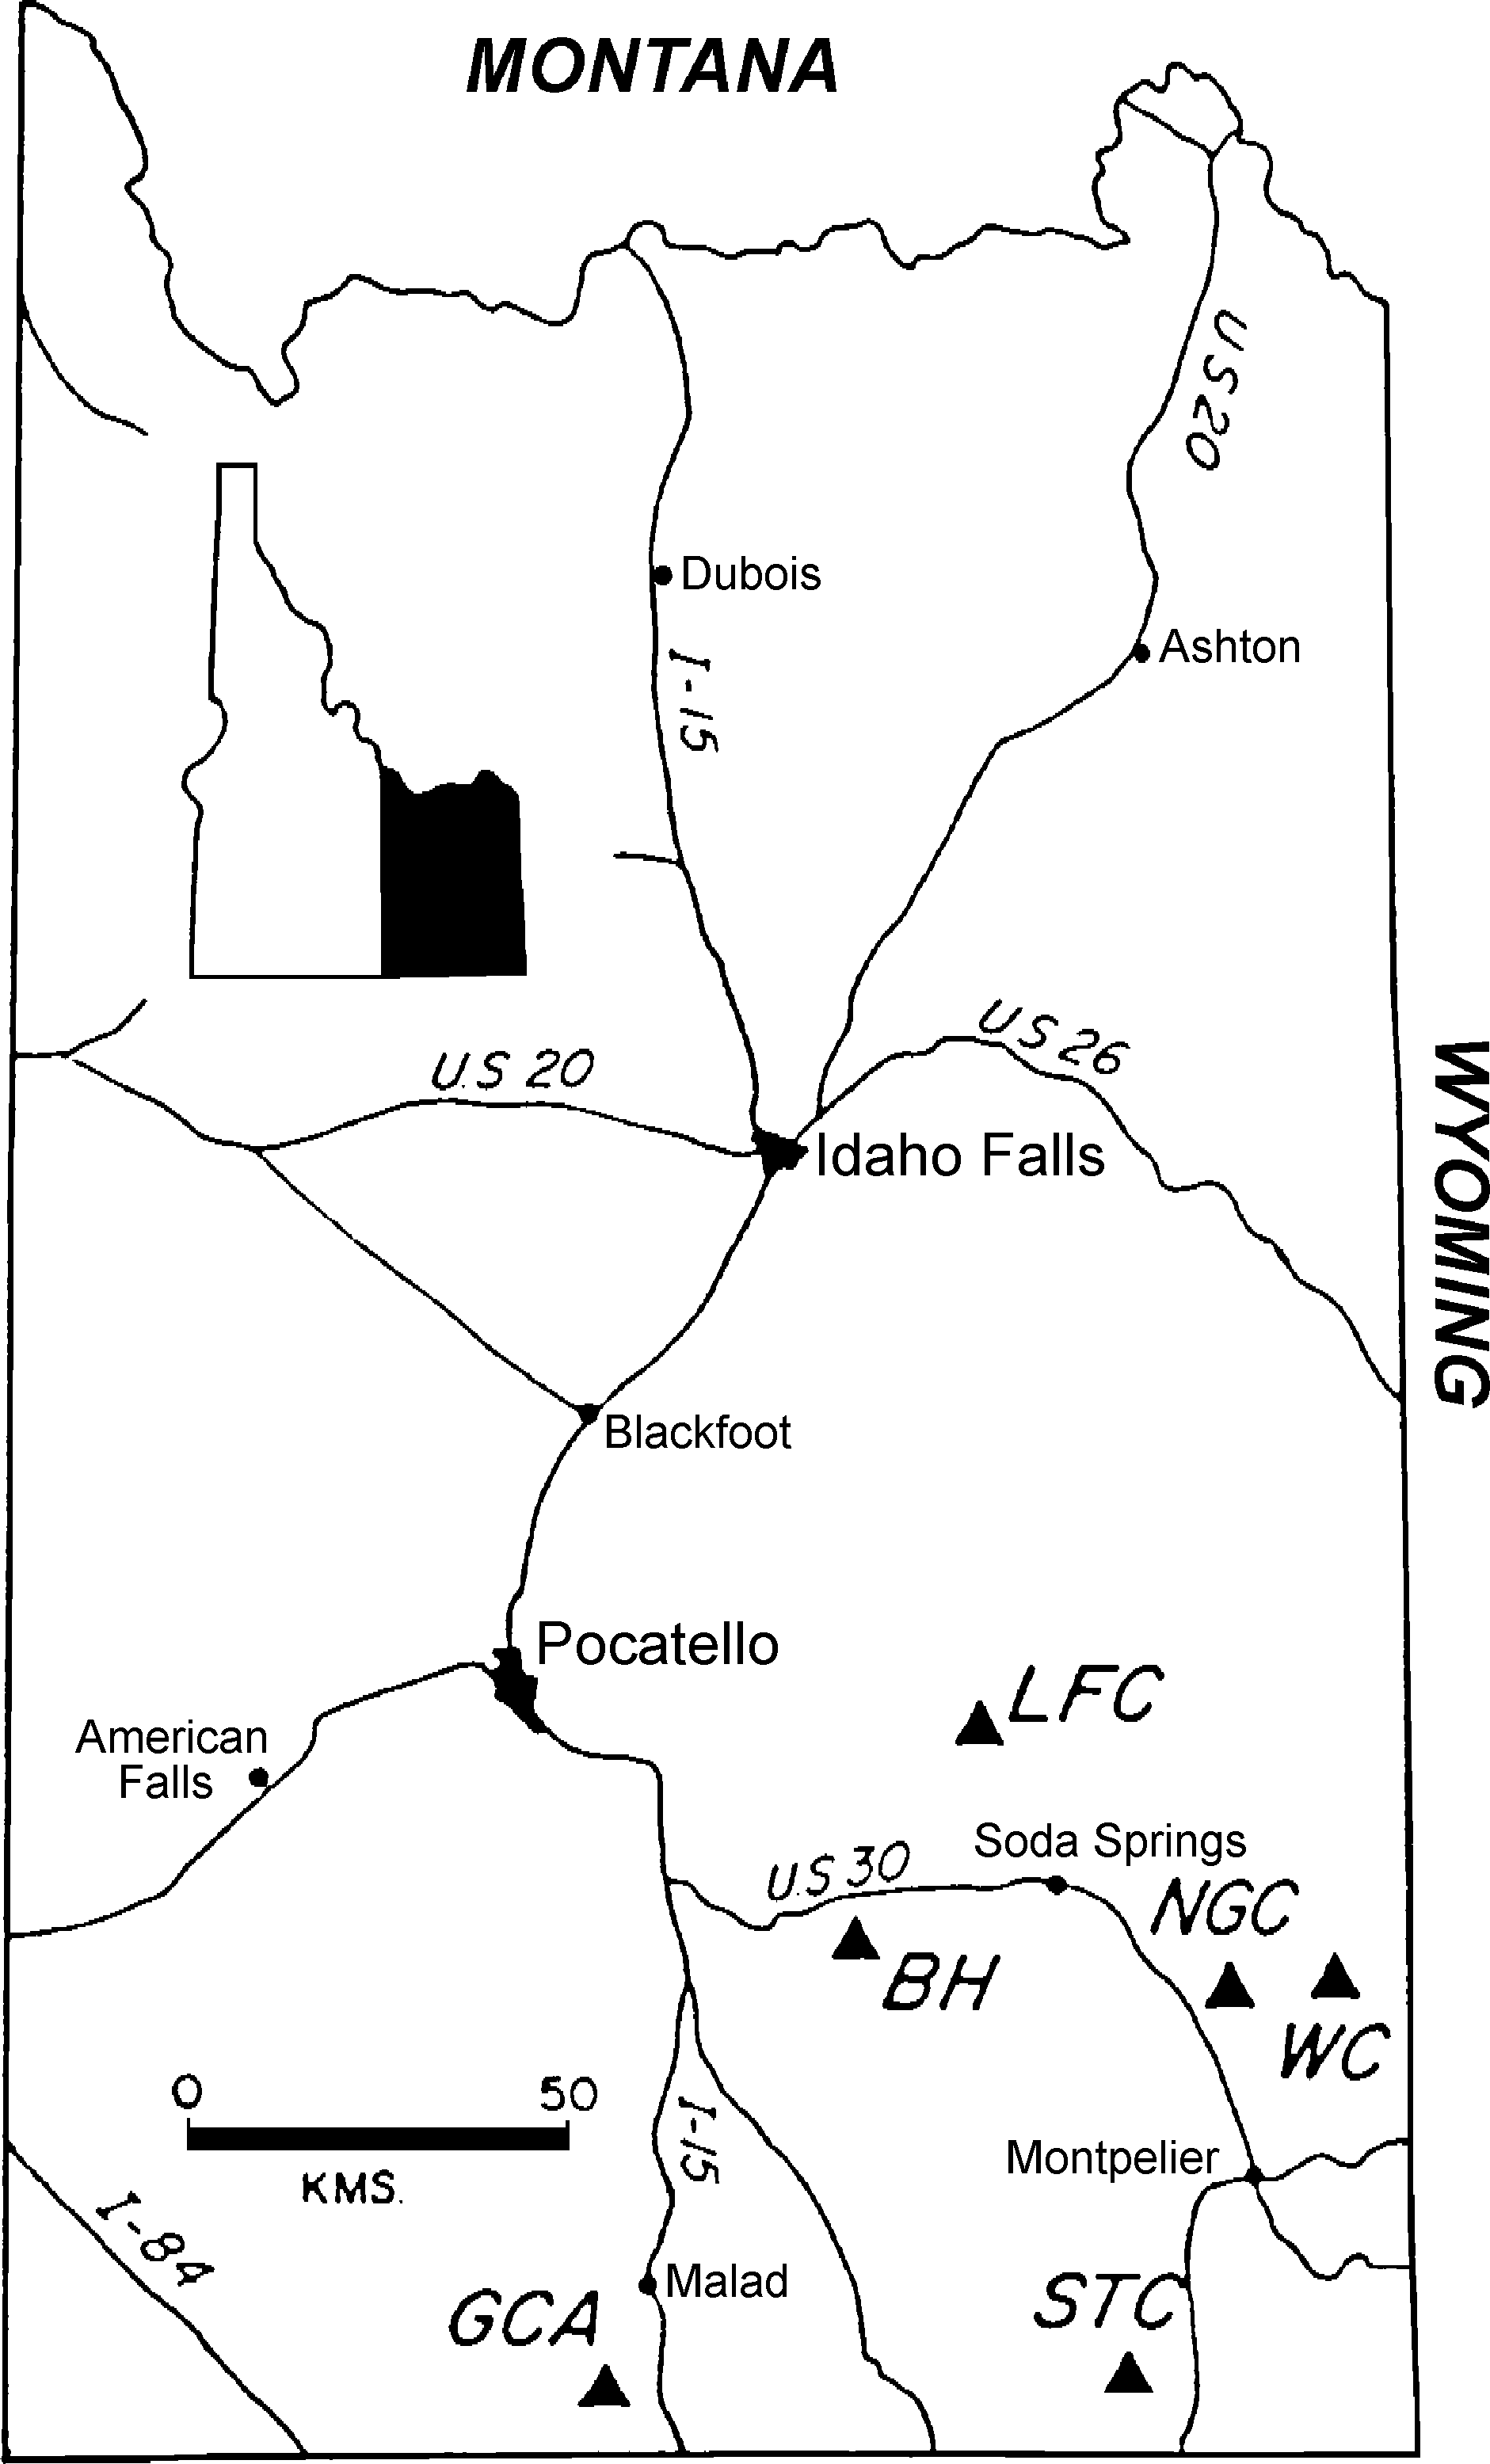 MONTANA
US 20
Dubois
Ashton
I-15
US 26
U.S 20
WYOMING
Idaho Falls
Blackfoot
Pocatello
LFC
American
Falls
Soda Springs
U.S 30
NGC
BH
WC
0 50
KMS.
I-15
Montpelier
I-84
Malad
STC
GCA